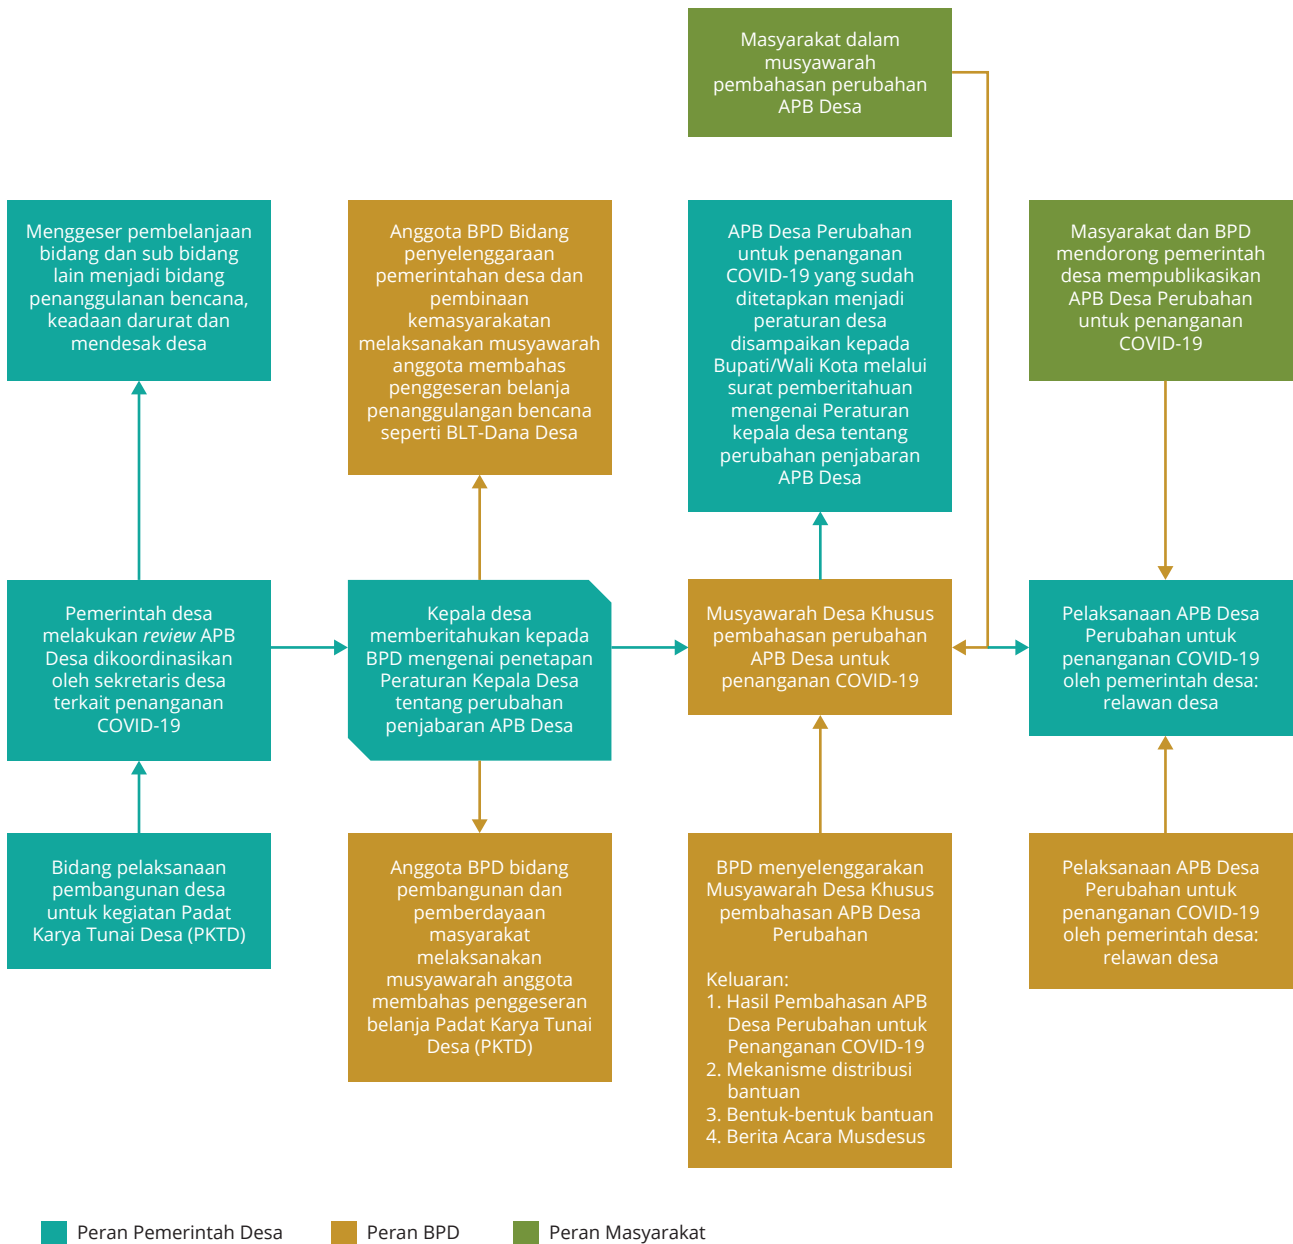 Masyarakat dalam
musyawarah
pembahasan perubahan
APB Desa
Menggeser pembelanjaan
bidang dan sub bidang
lain menjadi bidang
penanggulanan bencana,
keadaan darurat dan
mendesak desa
Anggota BPD Bidang
penyelenggaraan
pemerintahan desa dan
pembinaan
kemasyarakatan
melaksanakan musyawarah
anggota membahas
penggeseran belanja
penanggulangan bencana
seperti BLT-Dana Desa
APB Desa Perubahan
untuk penanganan
COVID-19 yang sudah
ditetapkan menjadi
peraturan desa
disampaikan kepada
Bupati/Wali Kota melalui
surat pemberitahuan
mengenai Peraturan
kepala desa tentang
perubahan penjabaran
APB Desa
Masyarakat dan BPD
mendorong pemerintah
desa mempublikasikan
APB Desa Perubahan
untuk penanganan
COVID-19
Pemerintah desa
melakukan review APB
Desa dikoordinasikan
oleh sekretaris desa
terkait penanganan
COVID-19
Kepala desa
memberitahukan kepada
BPD mengenai penetapan
Peraturan Kepala Desa
tentang perubahan
penjabaran APB Desa
Musyawarah Desa Khusus
pembahasan perubahan
APB Desa untuk
penanganan COVID-19
Pelaksanaan APB Desa
Perubahan untuk
penanganan COVID-19
oleh pemerintah desa:
relawan desa
Bidang pelaksanaan
pembangunan desa
untuk kegiatan Padat
Karya Tunai Desa (PKTD)
Anggota BPD bidang
pembangunan dan
pemberdayaan
masyarakat
melaksanakan
musyawarah anggota
membahas penggeseran
belanja Padat Karya Tunai
Desa (PKTD)
BPD menyelenggarakan
Musyawarah Desa Khusus
pembahasan APB Desa
Perubahan
Keluaran:
1. Hasil Pembahasan APB
Desa Perubahan untuk
Penanganan COVID-19
2. Mekanisme distribusi
bantuan
3. Bentuk-bentuk bantuan
4. Berita Acara Musdesus
Pelaksanaan APB Desa
Perubahan untuk
penanganan COVID-19
oleh pemerintah desa:
relawan desa
Peran Pemerintah Desa
Peran BPD
Peran Masyarakat